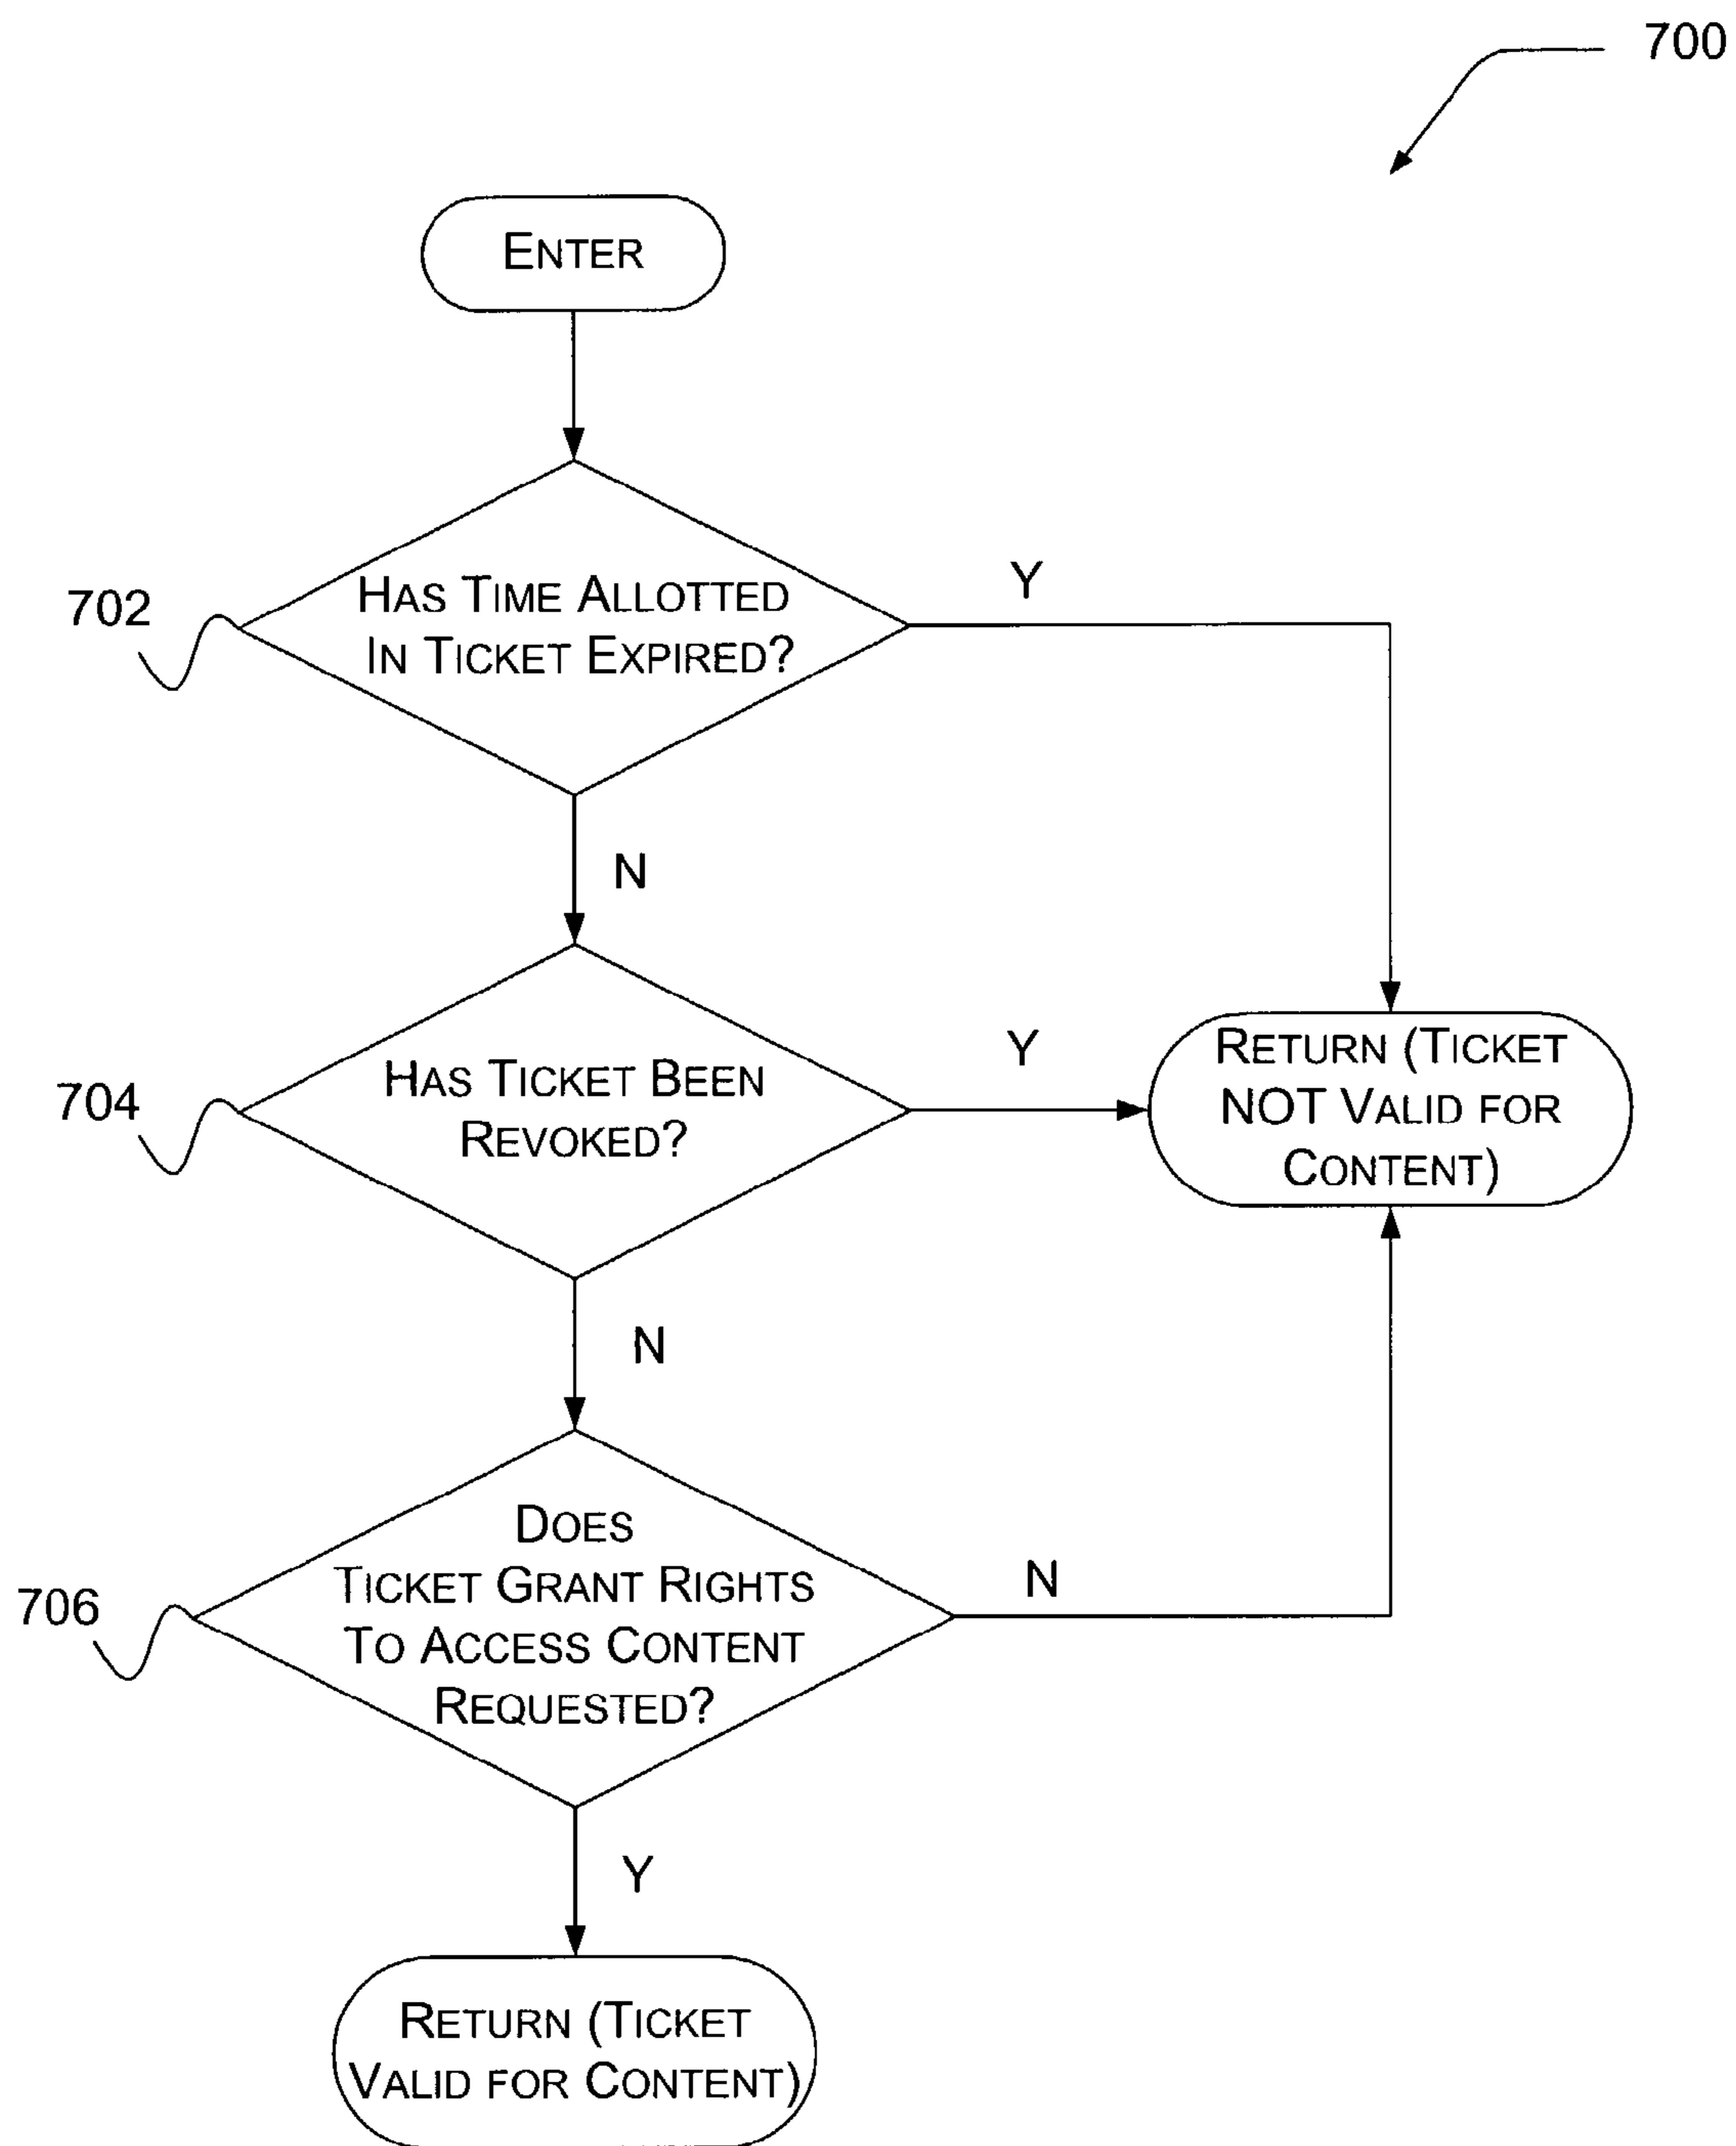 700
ENTER
702
HAS TIME ALLOTTED
IN TICKET EXPIRED?
Y
N
704
HAS TICKET BEEN
REVOKED?
Y
RETURN (TICKET
NOT VALID FOR
CONTENT)
N
706
DOES
TICKET GRANT RIGHTS
TO ACCESS CONTENT
REQUESTED?
N
Y
RETURN (TICKET
VALID FOR CONTENT)